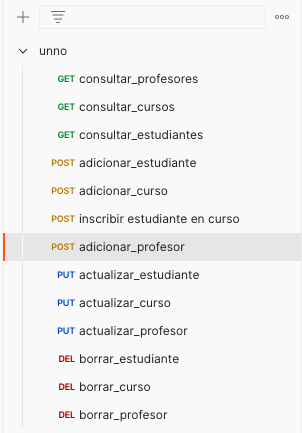 unno
GET consultar_profesores
GET consultar_cursos
GET consultar_estudiantes
POST adicionar_estudiante
POST adicionar_curso
POST inscribir estudiante en curso
POST adicionar_profesor
PUT actualizar_estudiante
PUT actualizar_curso
PUT actualizar_profesor
DEL borrar_estudiante
DEL borrar_curso
DEL borrar_profesor